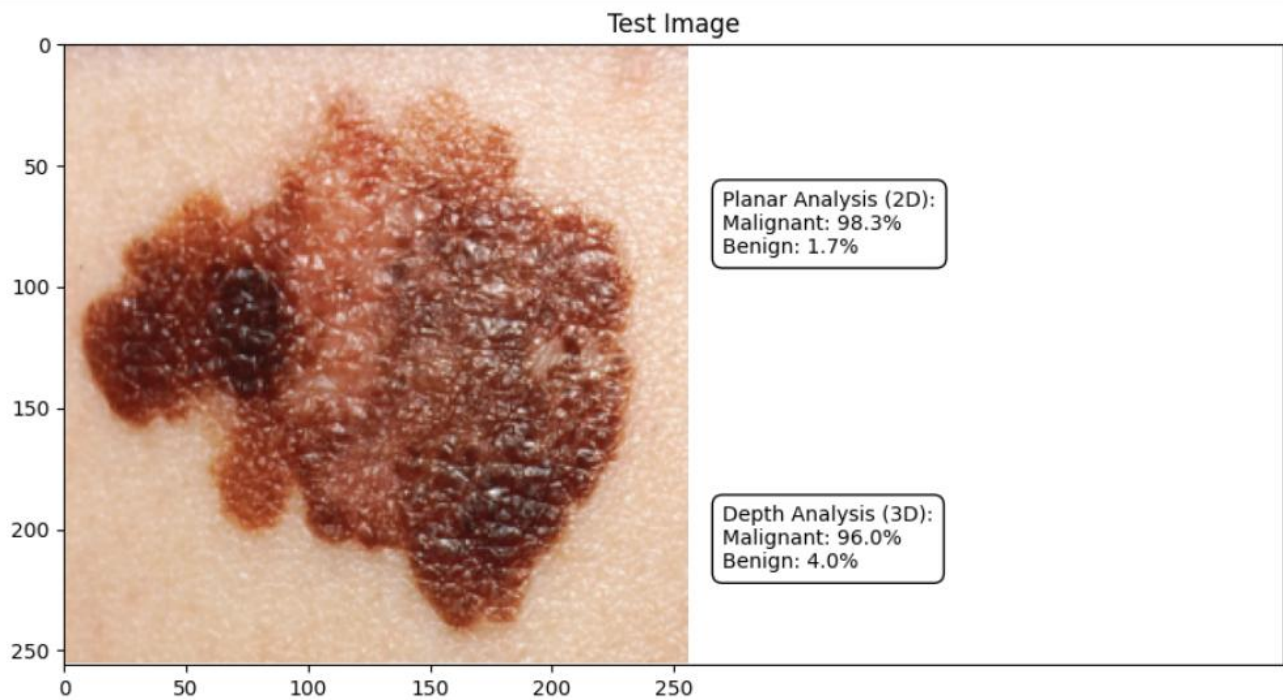 Test Image
0
50
100
150
200
250
0 50 100 150 200 250
Planar Analysis (2D):
Malignant: 98.3%
Benign: 1.7%
Depth Analysis (3D):
Malignant: 96.0%
Benign: 4.0%